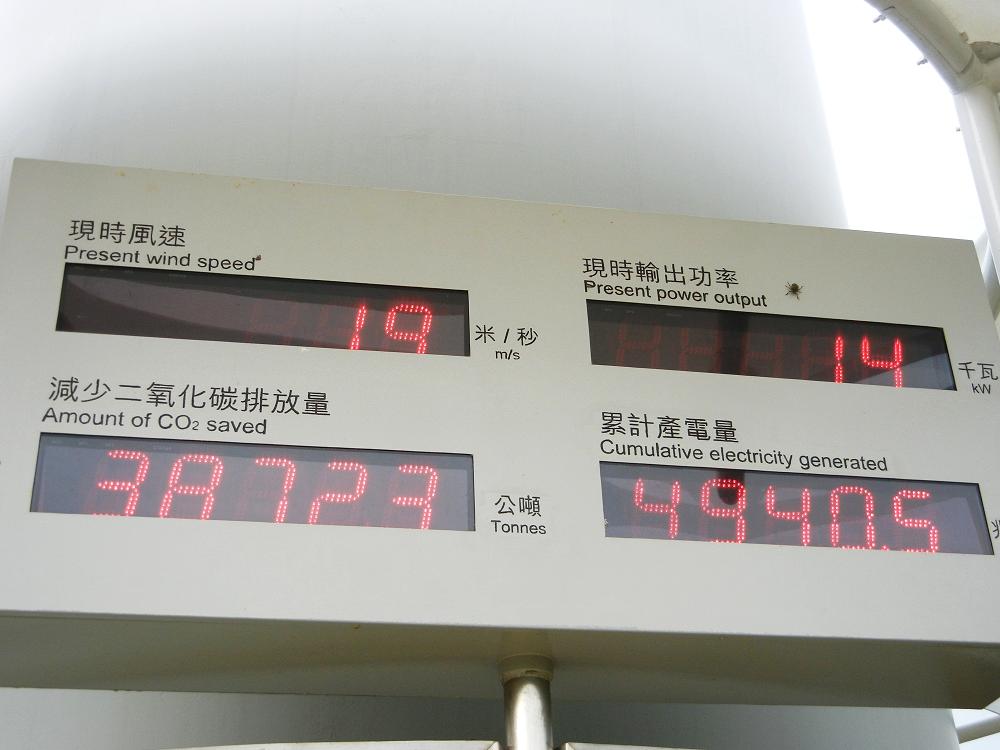 現時風速
Present wind speed
19
米 / 秒
m/s
現時輸出功率
Present power output
14
千瓦
kW
減少二氧化碳排放量
Amount of CO₂ saved
38723
公噸
Tonnes
累計產電量
Cumulative electricity generated
4940.5